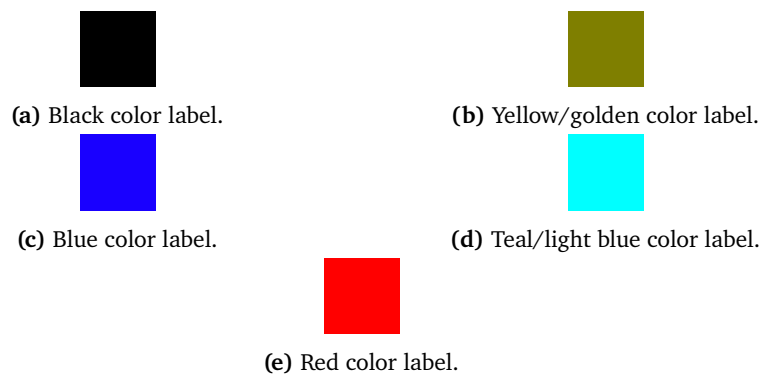 (a) Black color label.
(b) Yellow/golden color label.
(c) Blue color label.
(d) Teal/light blue color label.
(e) Red color label.